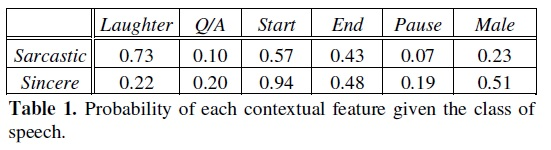 Laughter Q/A Start End Pause Male
Sarcastic 0.73 0.10 0.57 0.43 0.07 0.23
Sincere 0.22 0.20 0.94 0.48 0.19 0.51
Table 1. Probability of each contextual feature given the class of
speech.